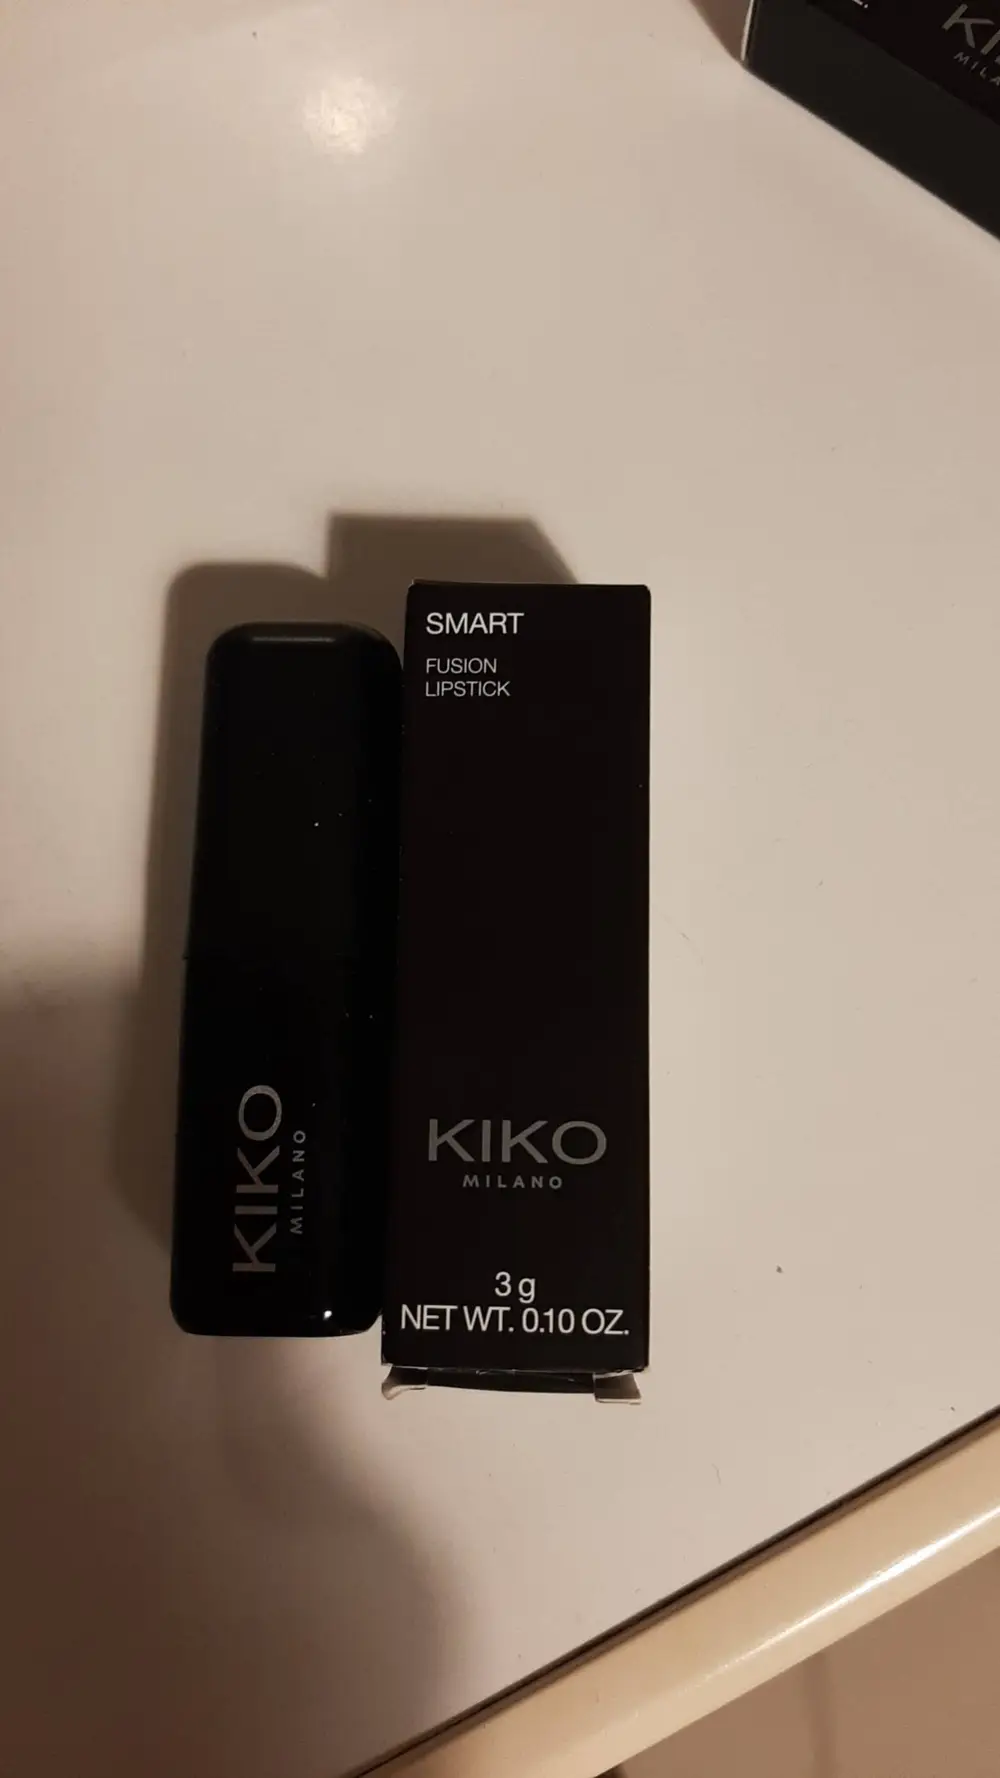 SMART
FUSION
LIPSTICK
KIKO
MILANO
3 g
NET WT. 0.10 OZ.
KIKO
MILANO